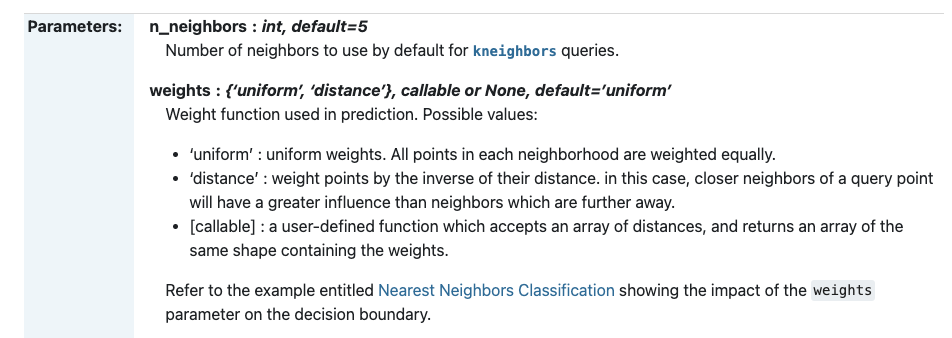 Parameters: n_neighbors : int, default=5
Number of neighbors to use by default for kneighbors queries.
weights : {‘uniform’, ‘distance’}, callable or None, default=’uniform’
Weight function used in prediction. Possible values:
• ‘uniform’ : uniform weights. All points in each neighborhood are weighted equally.
• ‘distance’ : weight points by the inverse of their distance. in this case, closer neighbors of a query point
will have a greater influence than neighbors which are further away.
• [callable] : a user-defined function which accepts an array of distances, and returns an array of the
same shape containing the weights.
Refer to the example entitled Nearest Neighbors Classification showing the impact of the weights
parameter on the decision boundary.